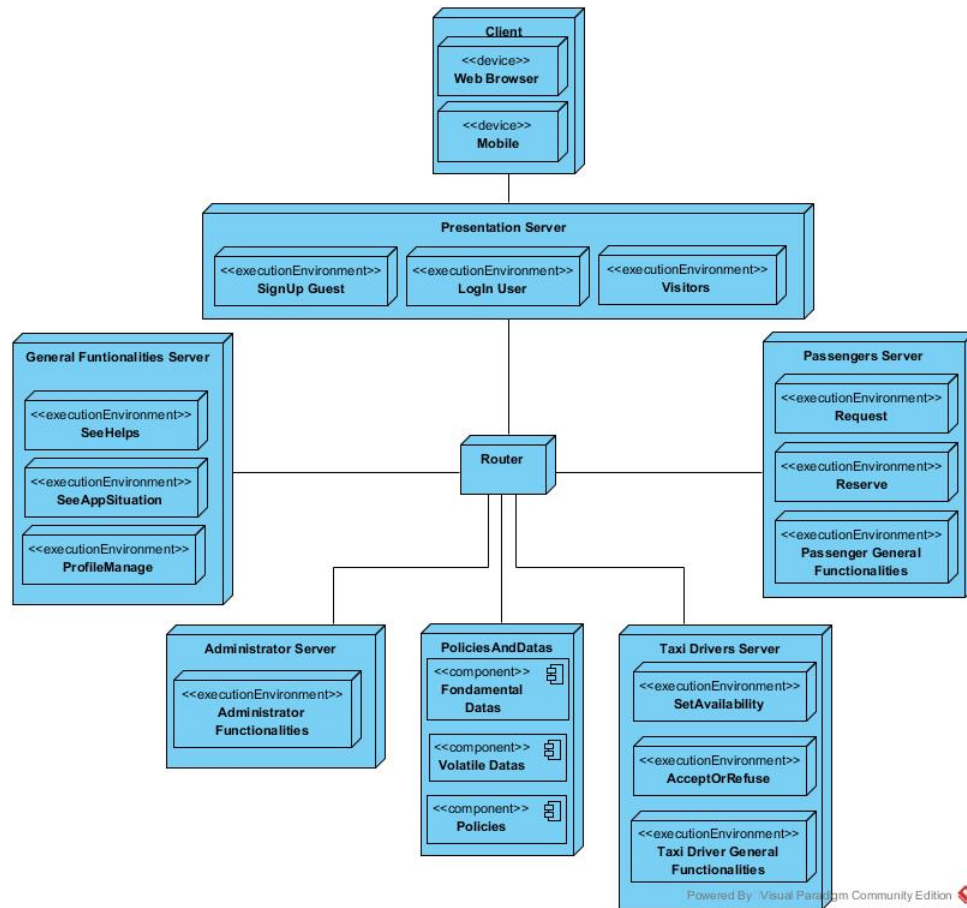 Client
<<device>>
Web Browser
<<device>>
Mobile
Presentation Server
<<executionEnvironment>>
SignUp Guest
<<executionEnvironment>>
LogIn User
<<executionEnvironment>>
Visitors
General Funtionalities Server
<<executionEnvironment>>
SeeHelps
<<executionEnvironment>>
SeeAppSituation
<<executionEnvironment>>
ProfileManage
Router
Passengers Server
<<executionEnvironment>>
Request
<<executionEnvironment>>
Reserve
<<executionEnvironment>>
Passenger General
Functionalities
Administrator Server
<<executionEnvironment>>
Administrator
Functionalities
PoliciesAndDatas
<<component>>
Fondamental
Datas
<<component>>
Volatile Datas
<<component>>
Policies
Taxi Drivers Server
<<executionEnvironment>>
SetAvailability
<<executionEnvironment>>
AcceptOrRefuse
<<executionEnvironment>>
Taxi Driver General
Functionalities
Powered By Visual Paradigm Community Edition